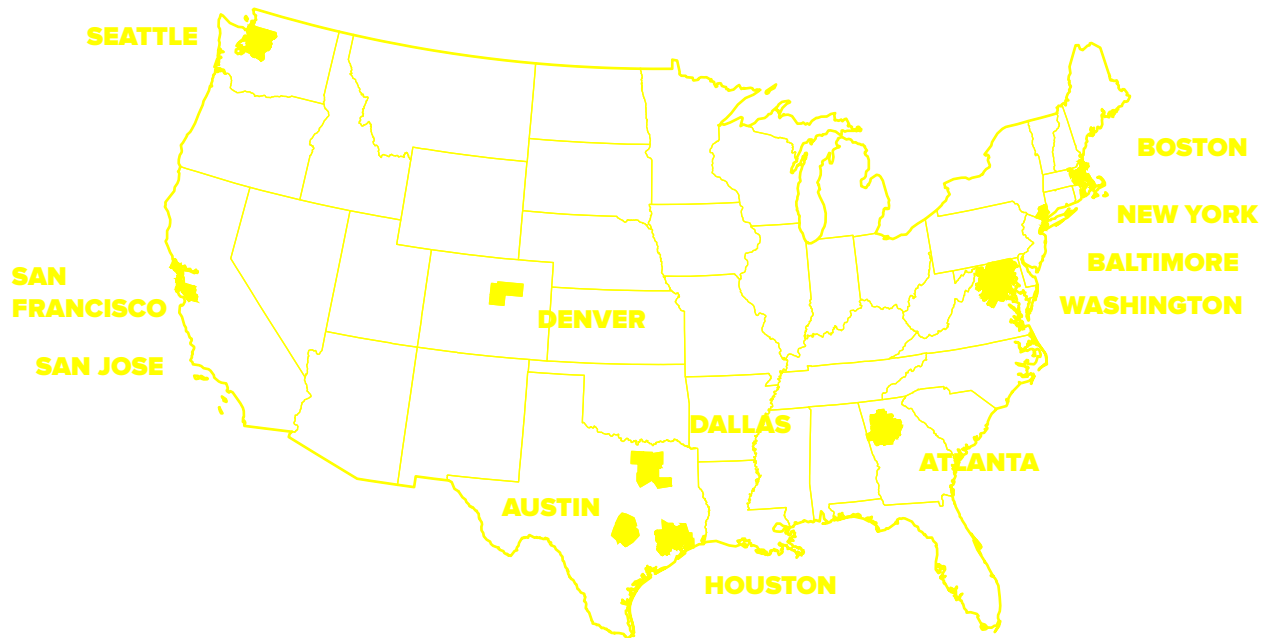 SEATTLE
BOSTON
NEW YORK
BALTIMORE
SAN
FRANCISCO
WASHINGTON
DENVER
SAN JOSE
DALLAS
ATLANTA
AUSTIN
HOUSTON